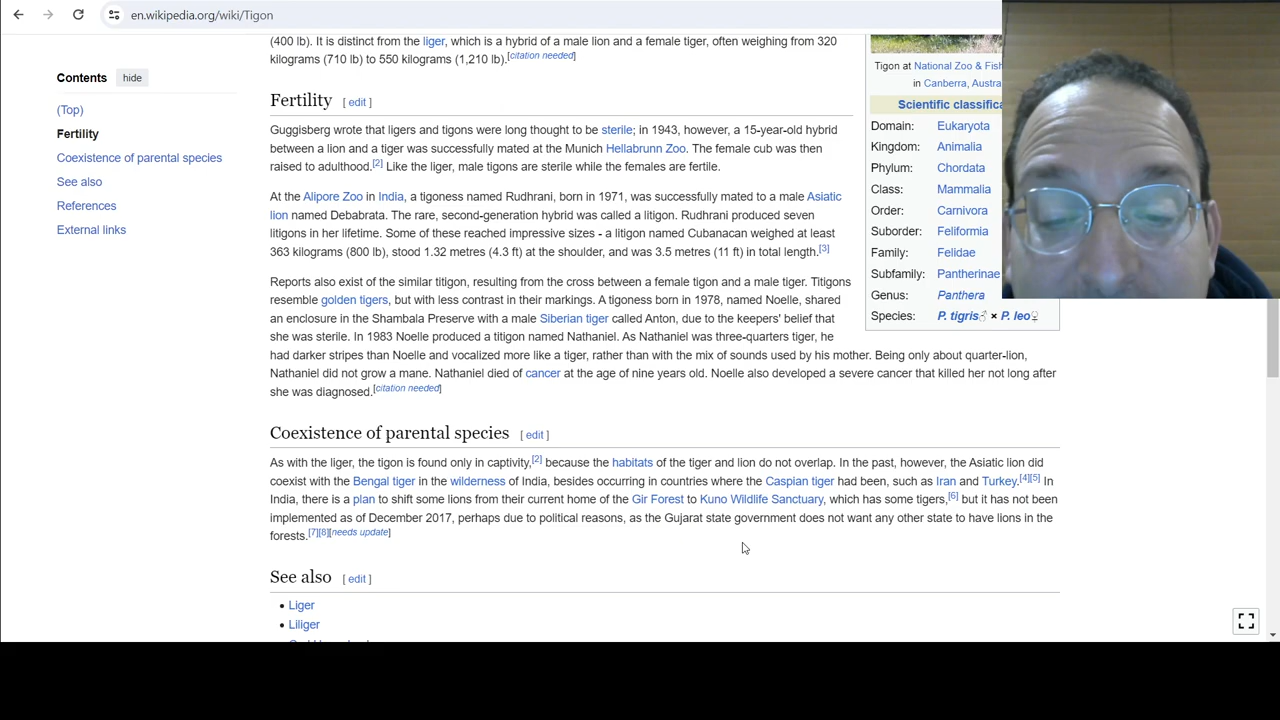 en.wikipedia.org/wiki/Tigon
Contents hide
(Top)
Fertility
Coexistence of parental species
See also
References
External links
(400 lb). It is distinct from the liger, which is a hybrid of a male lion and a female tiger, often weighing from 320
kilograms (710 lb) to 550 kilograms (1,210 lb).[citation needed]
Fertility [ edit ]
Guggisberg wrote that ligers and tigons were long thought to be sterile; in 1943, however, a 15-year-old hybrid
between a lion and a tiger was successfully mated at the Munich Hellabrunn Zoo. The female cub was then
raised to adulthood.[2] Like the liger, male tigons are sterile while the females are fertile.
At the Alipore Zoo in India, a tigoness named Rudhrani, born in 1971, was successfully mated to a male Asiatic
lion named Debabrata. The rare, second-generation hybrid was called a litigon. Rudhrani produced seven
litigons in her lifetime. Some of these reached impressive sizes - a litigon named Cubanacan weighed at least
363 kilograms (800 lb), stood 1.32 metres (4.3 ft) at the shoulder, and was 3.5 metres (11 ft) in total length.[3]
Reports also exist of the similar titigon, resulting from the cross between a female tigon and a male tiger. Titigons
resemble golden tigers, but with less contrast in their markings. A tigoness born in 1978, named Noelle, shared
an enclosure in the Shambala Preserve with a male Siberian tiger called Anton, due to the keepers' belief that
she was sterile. In 1983 Noelle produced a titigon named Nathaniel. As Nathaniel was three-quarters tiger, he
had darker stripes than Noelle and vocalized more like a tiger, rather than with the mix of sounds used by his mother. Being only about quarter-lion,
Nathaniel did not grow a mane. Nathaniel died of cancer at the age of nine years old. Noelle also developed a severe cancer that killed her not long after
she was diagnosed.[citation needed]
Coexistence of parental species [ edit ]
As with the liger, the tigon is found only in captivity,[2] because the habitats of the tiger and lion do not overlap. In the past, however, the Asiatic lion did
coexist with the Bengal tiger in the wilderness of India, besides occurring in countries where the Caspian tiger had been, such as Iran and Turkey.[4][5] In
India, there is a plan to shift some lions from their current home of the Gir Forest to Kuno Wildlife Sanctuary, which has some tigers,[6] but it has not been
implemented as of December 2017, perhaps due to political reasons, as the Gujarat state government does not want any other state to have lions in the
forests.[7][8][needs update]
See also [ edit ]
• Liger
• Liliger
Tigon at National Zoo & Fish
in Canberra, Austra
Scientific classifica
Domain: Eukaryota
Kingdom: Animalia
Phylum: Chordata
Class: Mammalia
Order: Carnivora
Suborder: Feliformia
Family: Felidae
Subfamily: Pantherinae
Genus: Panthera
Species: P. tigris♂ × P. leo♀